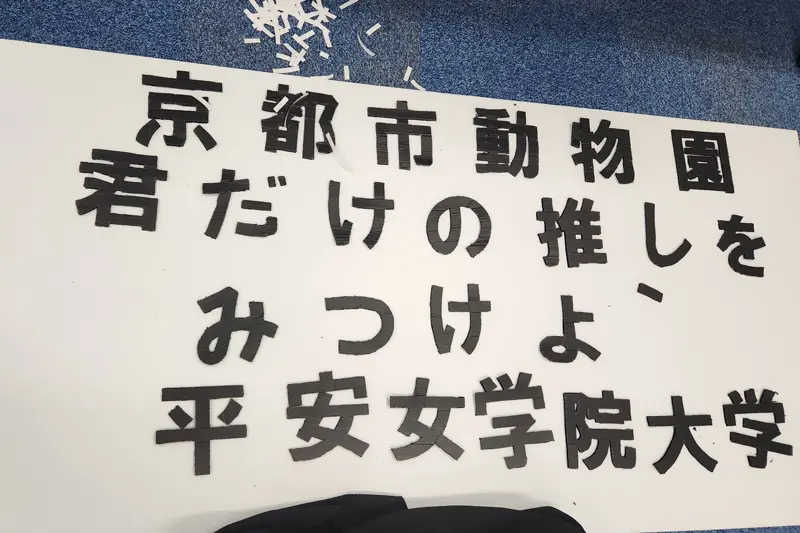 京都市動物園
君だけの推しを
みつけよ、
平安女学院大学